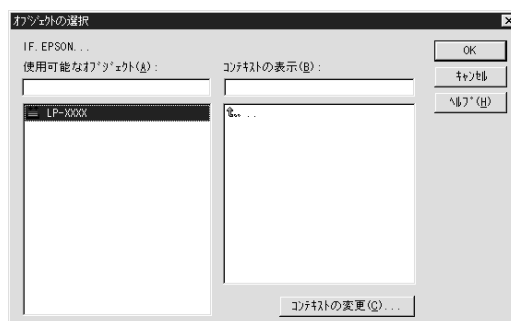 ｵﾌﾞｼﾞｪｸﾄの選択
IF.EPSON...
使用可能なｵﾌﾞｼﾞｪｸﾄ(A):
ｺﾝﾃｷｽﾄの表示(B):
OK
ｷｬﾝｾﾙ
ﾍﾙﾌﾟ(H)
LP-XXXX
..
ｺﾝﾃｷｽﾄの変更(C)...